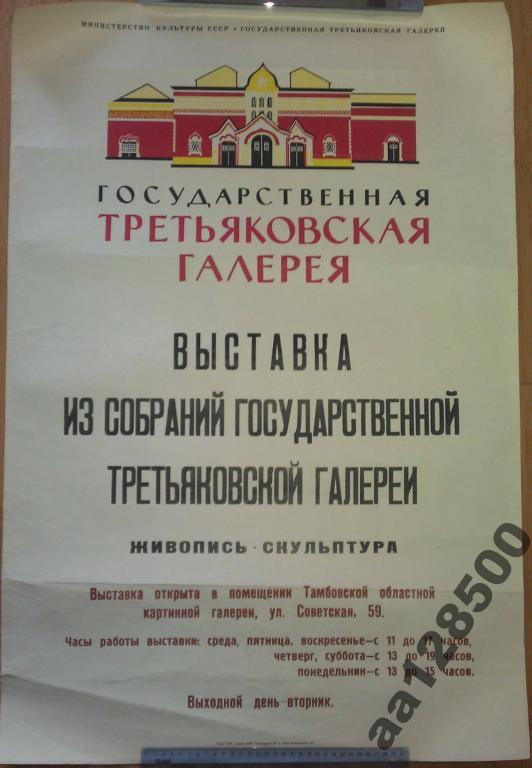 МИНИСТЕРСТВО КУЛЬТУРЫ СССР • ГОСУДАРСТВЕННАЯ ТРЕТЬЯКОВСКАЯ ГАЛЕРЕЯ
ГОСУДАРСТВЕННАЯ
ТРЕТЬЯКОВСКАЯ
ГАЛЕРЕЯ
ВЫСТАВКА
ИЗ СОБРАНИЙ ГОСУДАРСТВЕННОЙ
ТРЕТЬЯКОВСКОЙ ГАЛЕРЕИ
ЖИВОПИСЬ · СКУЛЬПТУРА
Выставка открыта в помещении Тамбовской областной
картинной галереи, ул. Советская, 59.
Часы работы выставки: среда, пятница, воскресенье—с 11 до 17 часов,
четверг, суббота—с 13 до 19 часов,
понедельник—с 13 до 15 часов.
Выходной день вторник.
aa128500